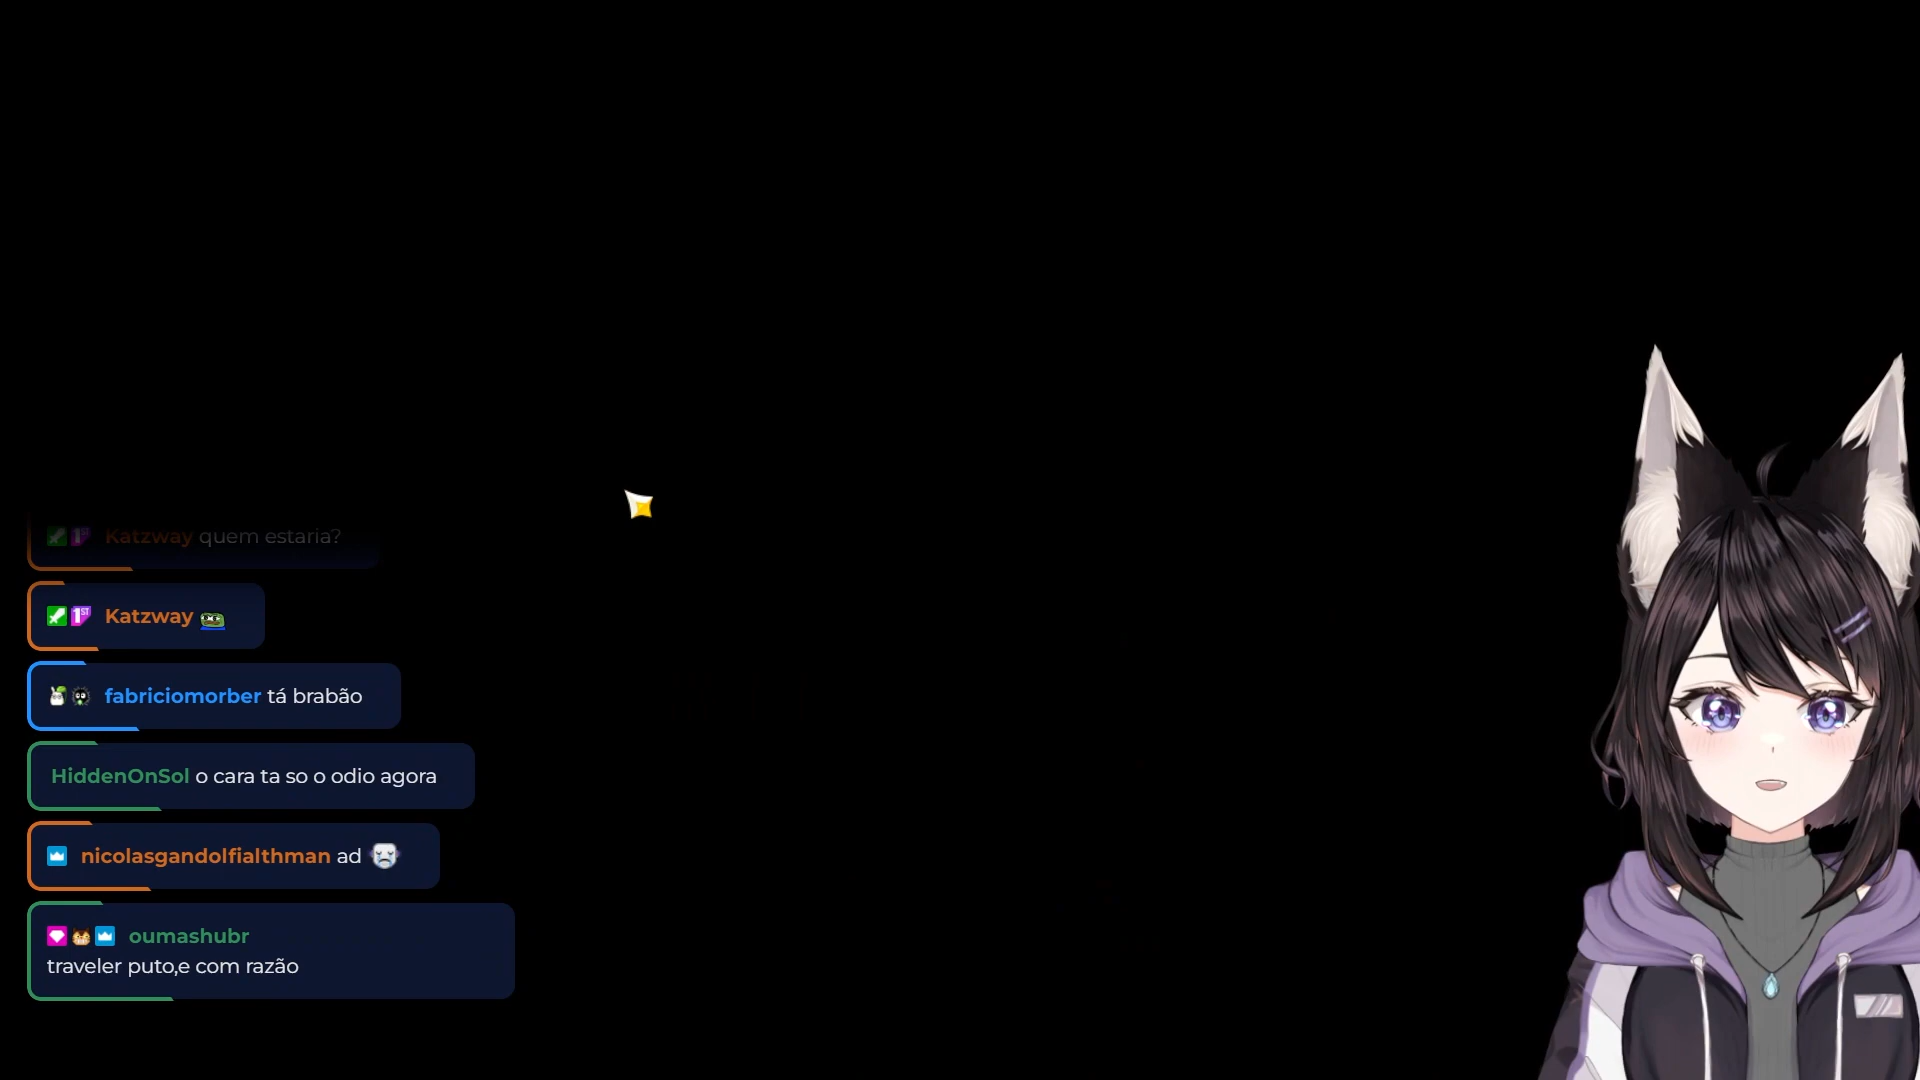 Katzway quem estaria?
Katzway
fabriciomorber tá brabão
HiddenOnSol o cara ta so o odio agora
nicolasgandolfialthman ad
oumashubr
traveler puto,e com razão